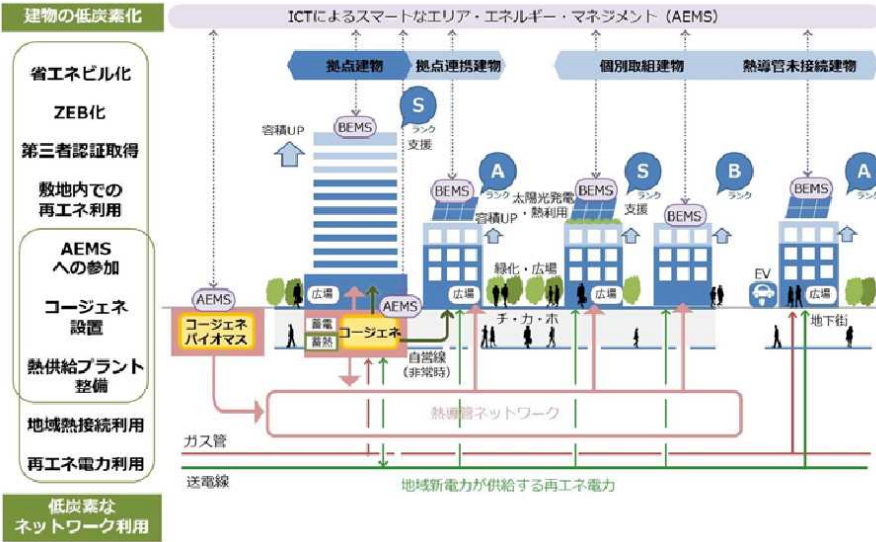 建物の低炭素化
ICTによるスマートなエリア・エネルギー・マネジメント(AEMS)
省エネビル化
ZEB化
第三者認証取得
敷地内での
再エネ利用
AEMS
への参加
コージェネ
設置
熱供給プラント
整備
地域熱接続利用
再エネ電力利用
低炭素な
ネットワーク利用
拠点建物
拠点連携建物
個別取組建物
熱導管未接続建物
容積UP
BEMS
S
ランク
支援
BEMS
A
ランク
容積UP
太陽光発電
・熱利用
BEMS
S
ランク
支援
BEMS
B
ランク
BEMS
A
ランク
緑化・広場
EV
広場
広場
広場
広場
AEMS
コージェネ
バイオマス
蓄電
蓄熱
コージェネ
AEMS
自営線
(非常時)
チ・カ・ホ
地下街
熱導管ネットワーク
ガス管
送電線
地域新電力が供給する再エネ電力